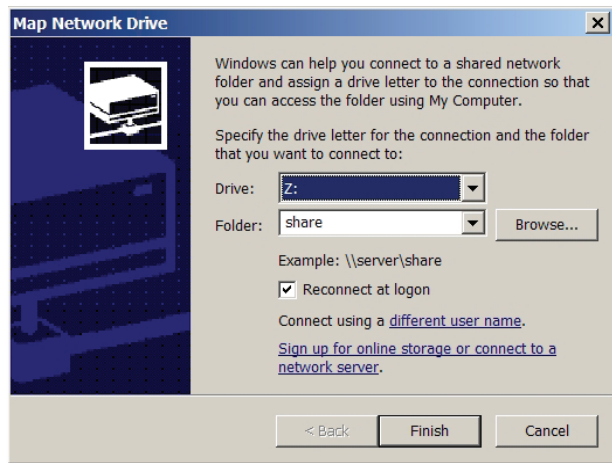 Map Network Drive
Windows can help you connect to a shared network
folder and assign a drive letter to the connection so that
you can access the folder using My Computer.
Specify the drive letter for the connection and the folder
that you want to connect to:
Drive: Z:
Folder: share Browse...
Example: \\server\share
Reconnect at logon
Connect using a different user name.
Sign up for online storage or connect to a
network server.
< Back Finish Cancel